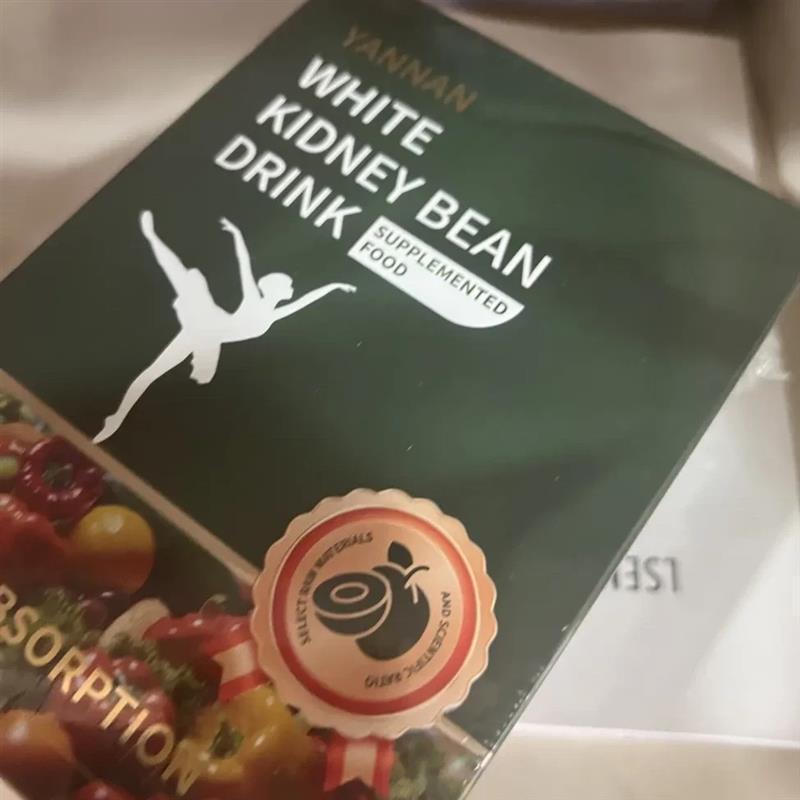 YANNAN
WHITE
KIDNEY BEAN
DRINK
SUPPLEMENTED
FOOD
SELECT RAW MATERIALS
AND SCIENTIFIC RATIO
BSORPTION